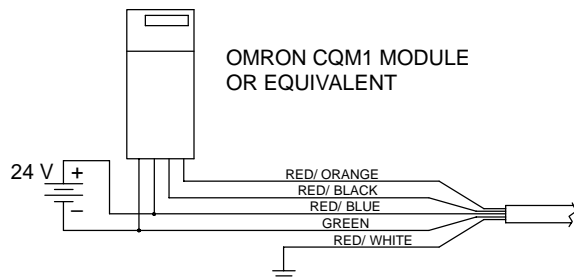 OMRON CQM1 MODULE
OR EQUIVALENT
24 V
+
–
RED/ ORANGE
RED/ BLACK
RED/ BLUE
GREEN
RED/ WHITE